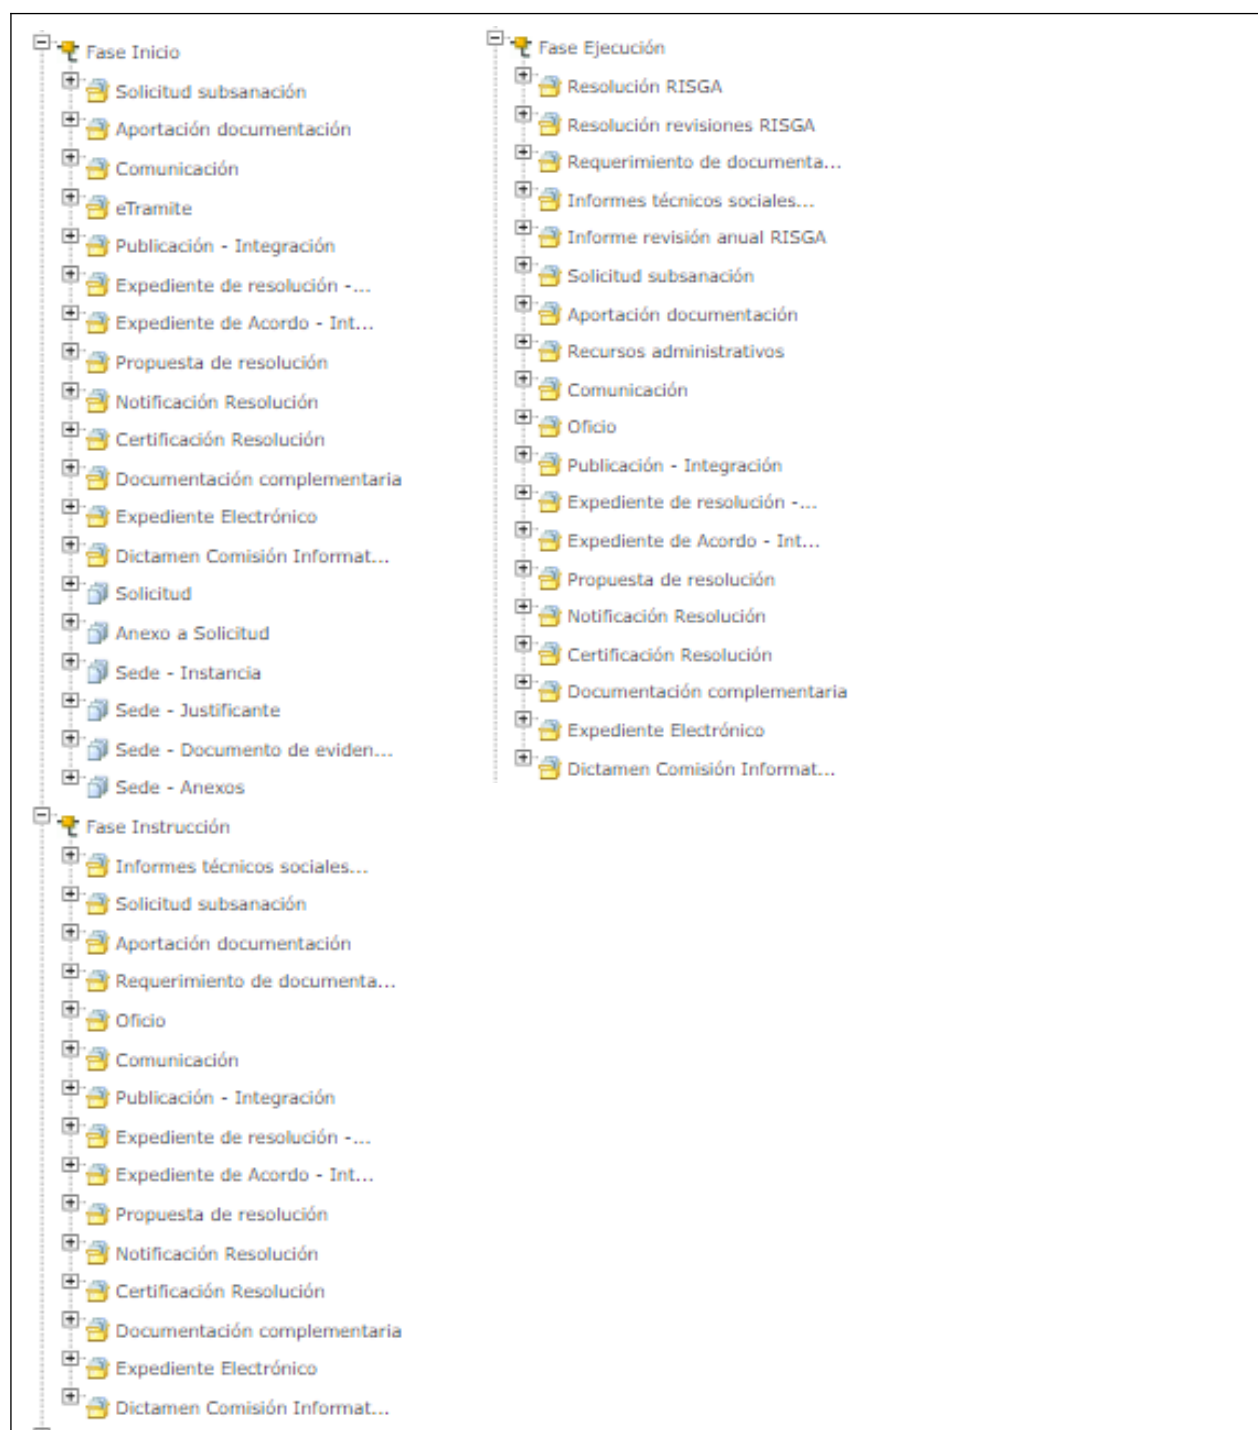 Fase Inicio
Solicitud subsanación
Aportación documentación
Comunicación
eTramite
Publicación - Integración
Expediente de resolución -...
Expediente de Acordo - Int...
Propuesta de resolución
Notificación Resolución
Certificación Resolución
Documentación complementaria
Expediente Electrónico
Dictamen Comisión Informat...
Solicitud
Anexo a Solicitud
Sede - Instancia
Sede - Justificante
Sede - Documento de eviden...
Sede - Anexos
Fase Instrucción
Informes técnicos sociales...
Solicitud subsanación
Aportación documentación
Requerimiento de documenta...
Oficio
Comunicación
Publicación - Integración
Expediente de resolución -...
Expediente de Acordo - Int...
Propuesta de resolución
Notificación Resolución
Certificación Resolución
Documentación complementaria
Expediente Electrónico
Dictamen Comisión Informat...
Fase Ejecución
Resolución RISGA
Resolución revisiones RISGA
Requerimiento de documenta...
Informes técnicos sociales...
Informe revisión anual RISGA
Solicitud subsanación
Aportación documentación
Recursos administrativos
Comunicación
Oficio
Publicación - Integración
Expediente de resolución -...
Expediente de Acordo - Int...
Propuesta de resolución
Notificación Resolución
Certificación Resolución
Documentación complementaria
Expediente Electrónico
Dictamen Comisión Informat...